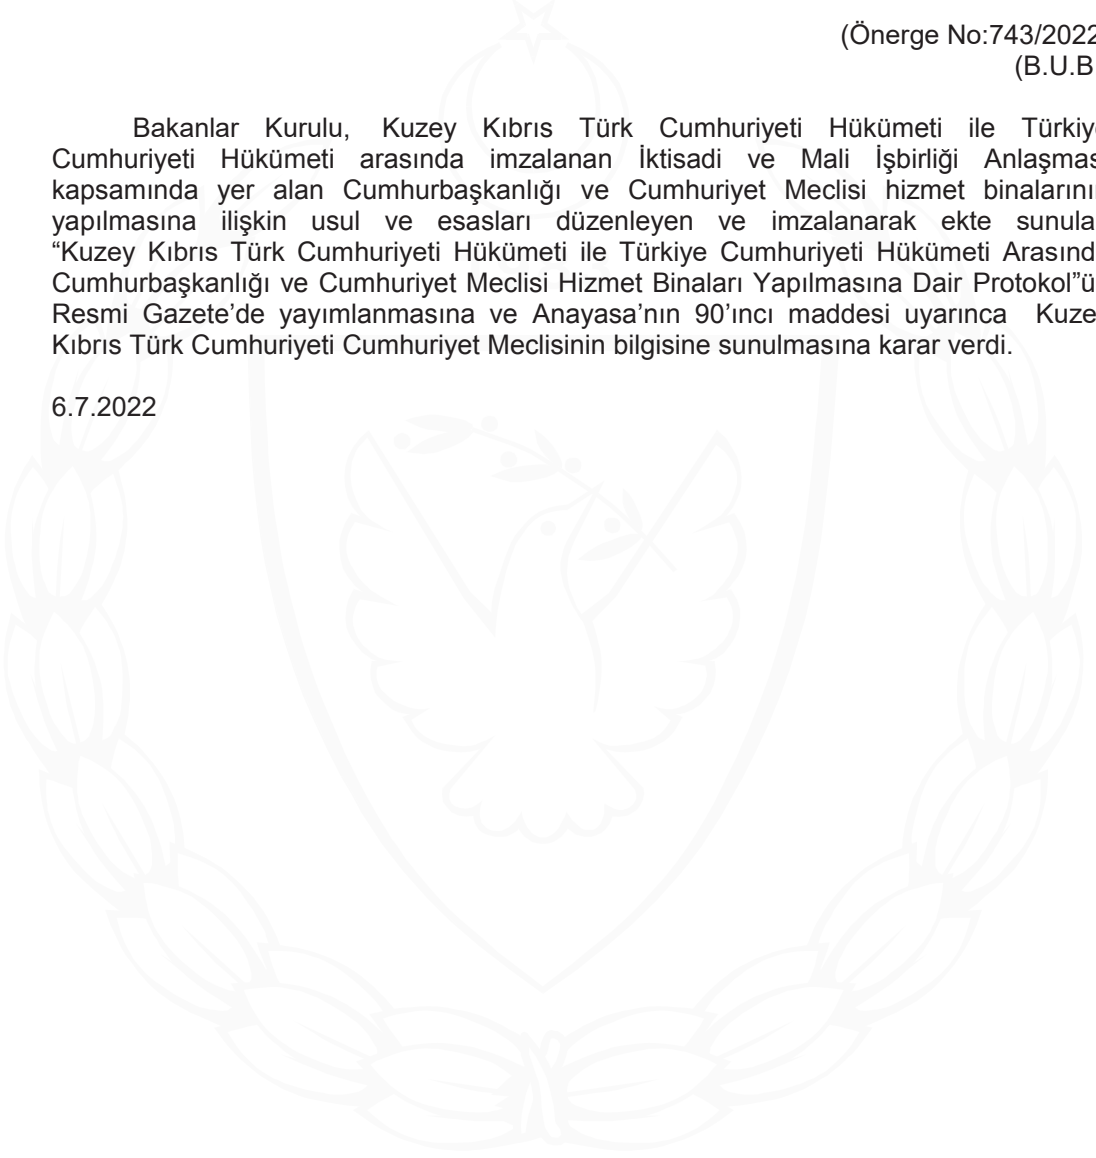 (Önerge No:743/2022
(B.U.B
Bakanlar Kurulu, Kuzey Kıbrıs Türk Cumhuriyeti Hükümeti ile Türkiy
Cumhuriyeti Hükümeti arasında imzalanan İktisadi ve Mali İşbirliği Anlaşmas
kapsamında yer alan Cumhurbaşkanlığı ve Cumhuriyet Meclisi hizmet binalarını
yapılmasına ilişkin usul ve esasları düzenleyen ve imzalanarak ekte sunula
“Kuzey Kıbrıs Türk Cumhuriyeti Hükümeti ile Türkiye Cumhuriyeti Hükümeti Arasınd
Cumhurbaşkanlığı ve Cumhuriyet Meclisi Hizmet Binaları Yapılmasına Dair Protokol”ü
Resmi Gazete’de yayımlanmasına ve Anayasa’nın 90’ıncı maddesi uyarınca Kuze
Kıbrıs Türk Cumhuriyeti Cumhuriyet Meclisinin bilgisine sunulmasına karar verdi.
6.7.2022